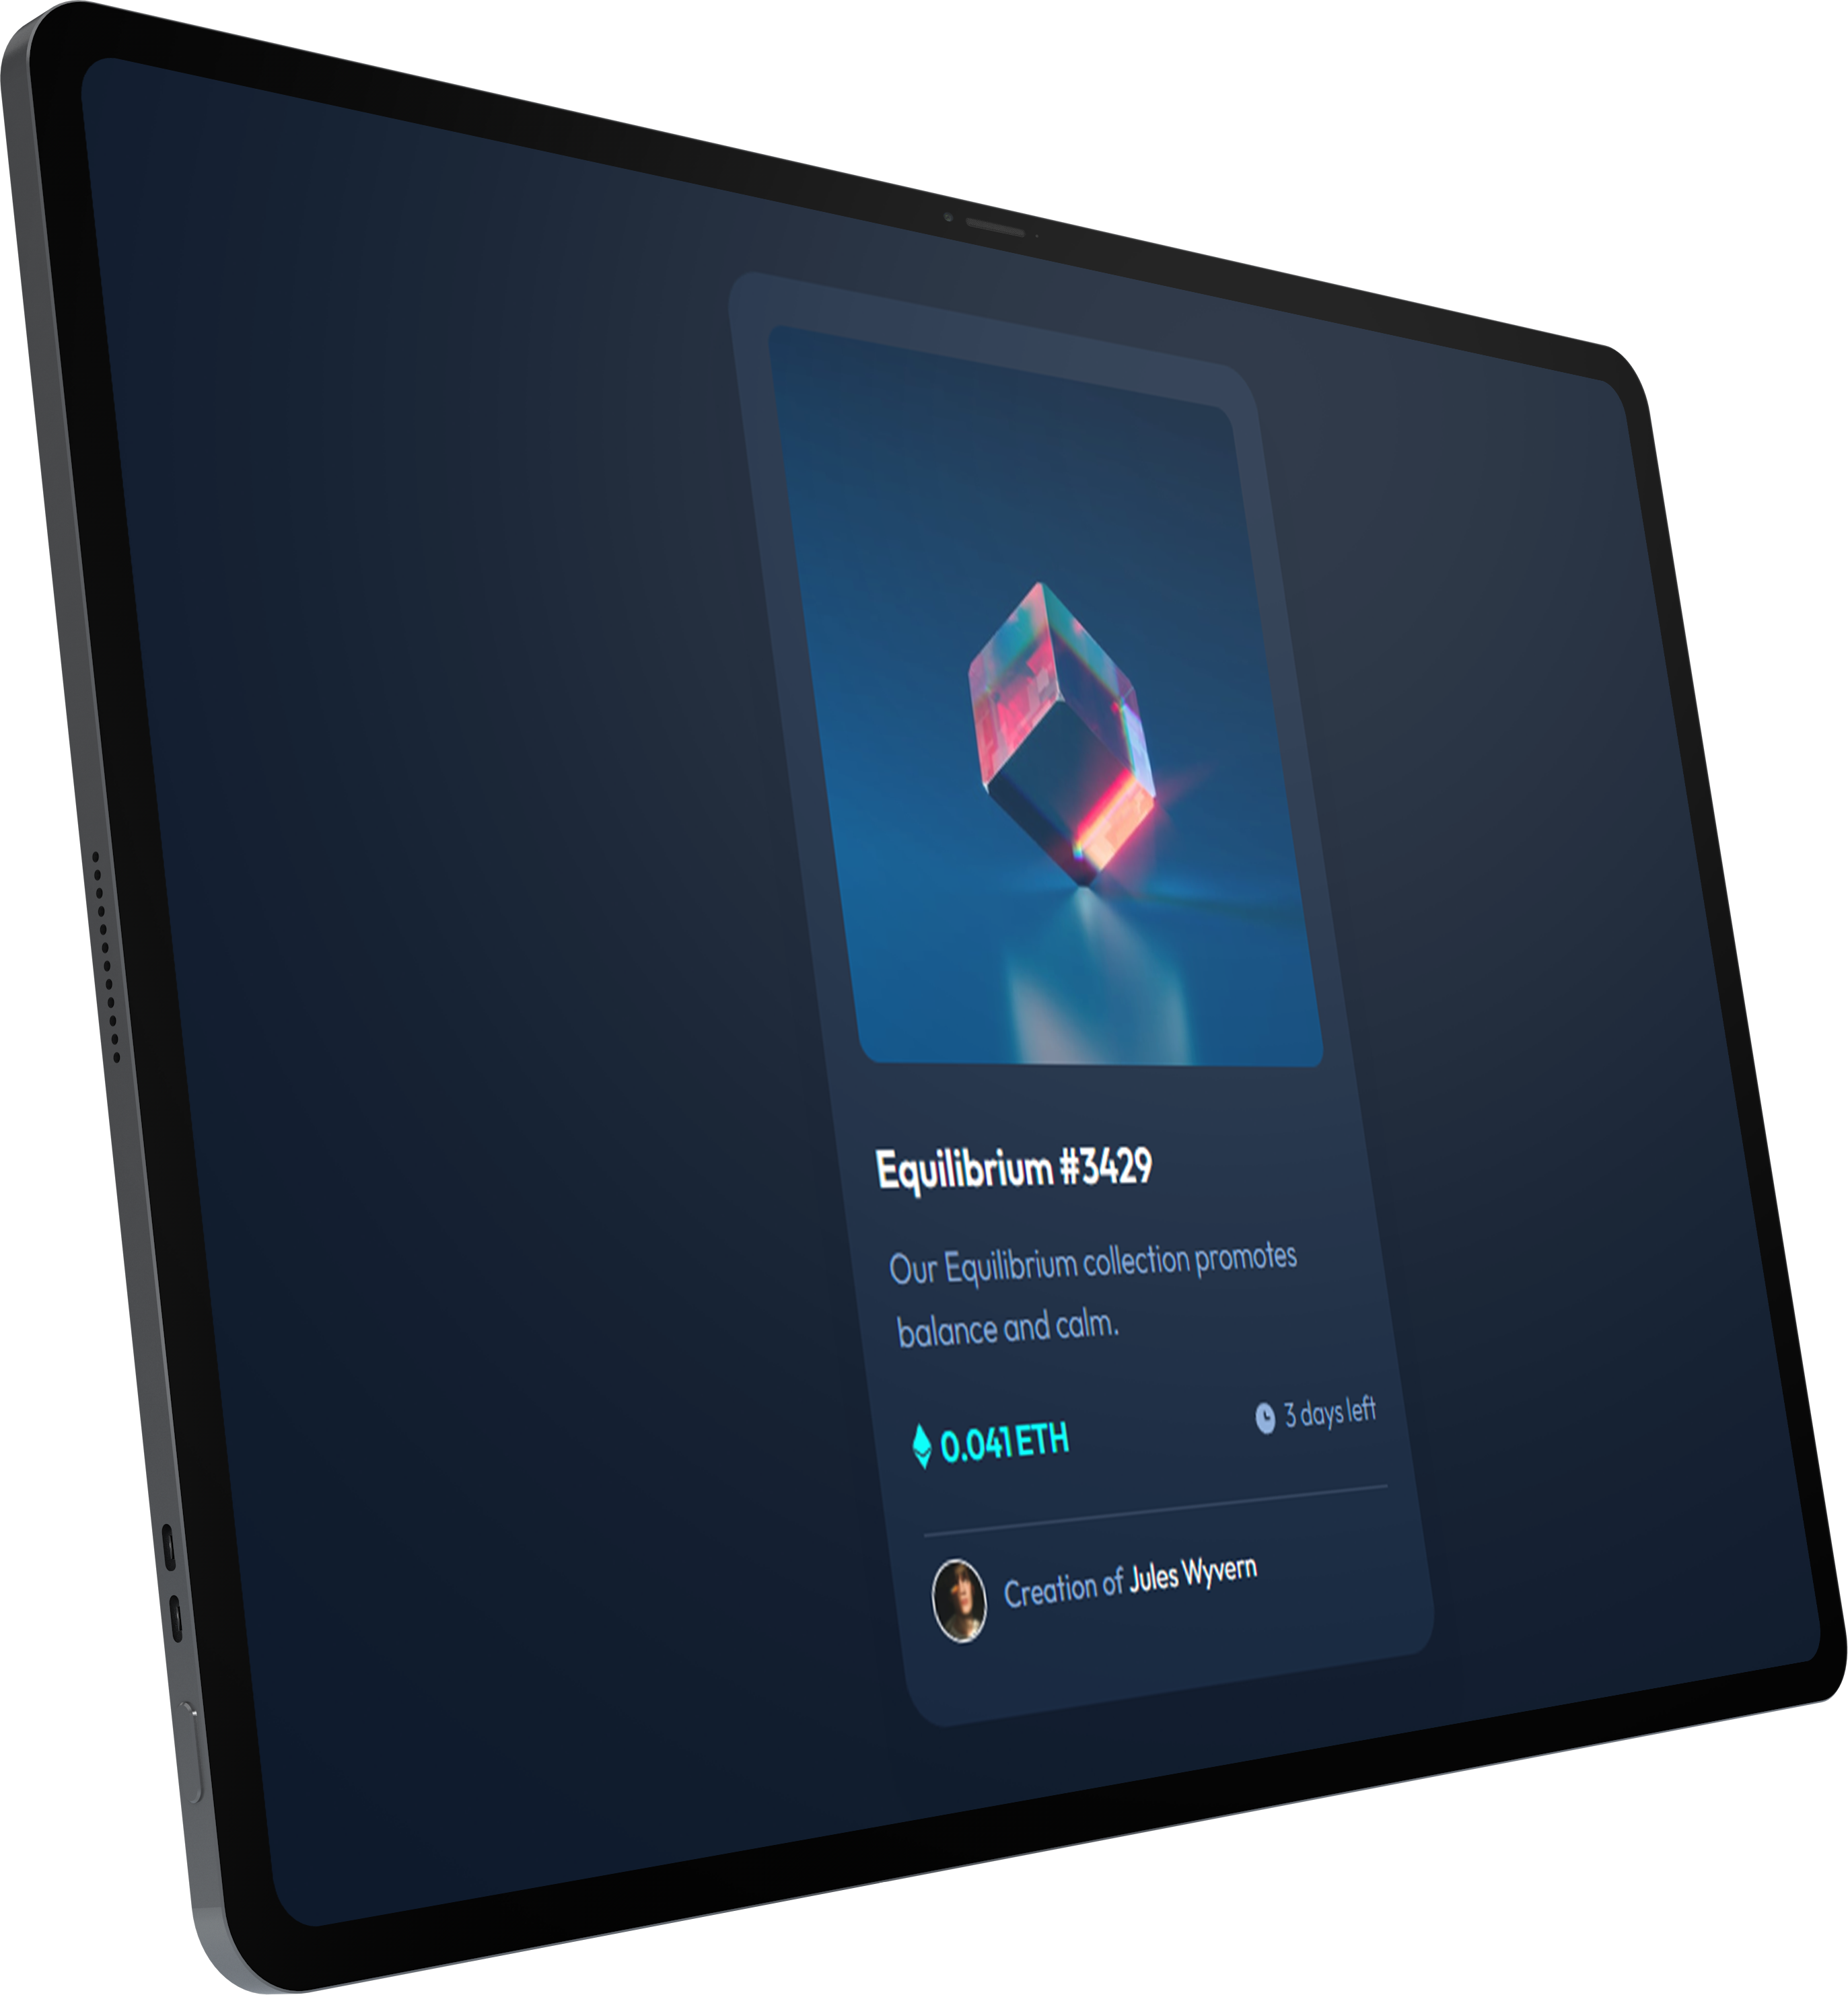 Equilibrium #3429
Our Equilibrium collection promotes
balance and calm.
0.041 ETH
3 days left
Creation of Jules Wyvern